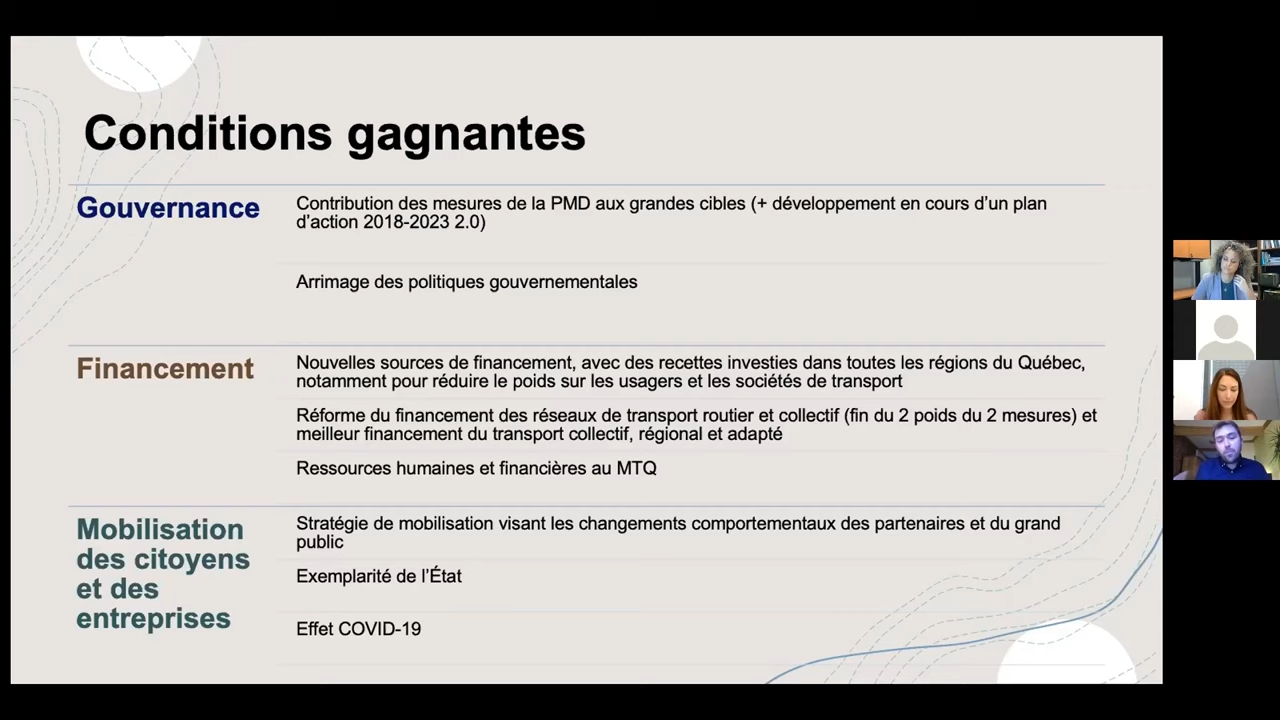 Conditions gagnantes
Gouvernance
Contribution des mesures de la PMD aux grandes cibles (+ développement en cours d’un plan
d’action 2018-2023 2.0)
Arrimage des politiques gouvernementales
Financement
Nouvelles sources de financement, avec des recettes investies dans toutes les régions du Québec,
notamment pour réduire le poids sur les usagers et les sociétés de transport
Réforme du financement des réseaux de transport routier et collectif (fin du 2 poids du 2 mesures) et
meilleur financement du transport collectif, régional et adapté
Ressources humaines et financières au MTQ
Mobilisation
des citoyens
et des
entreprises
Stratégie de mobilisation visant les changements comportementaux des partenaires et du grand
public
Exemplarité de l’État
Effet COVID-19